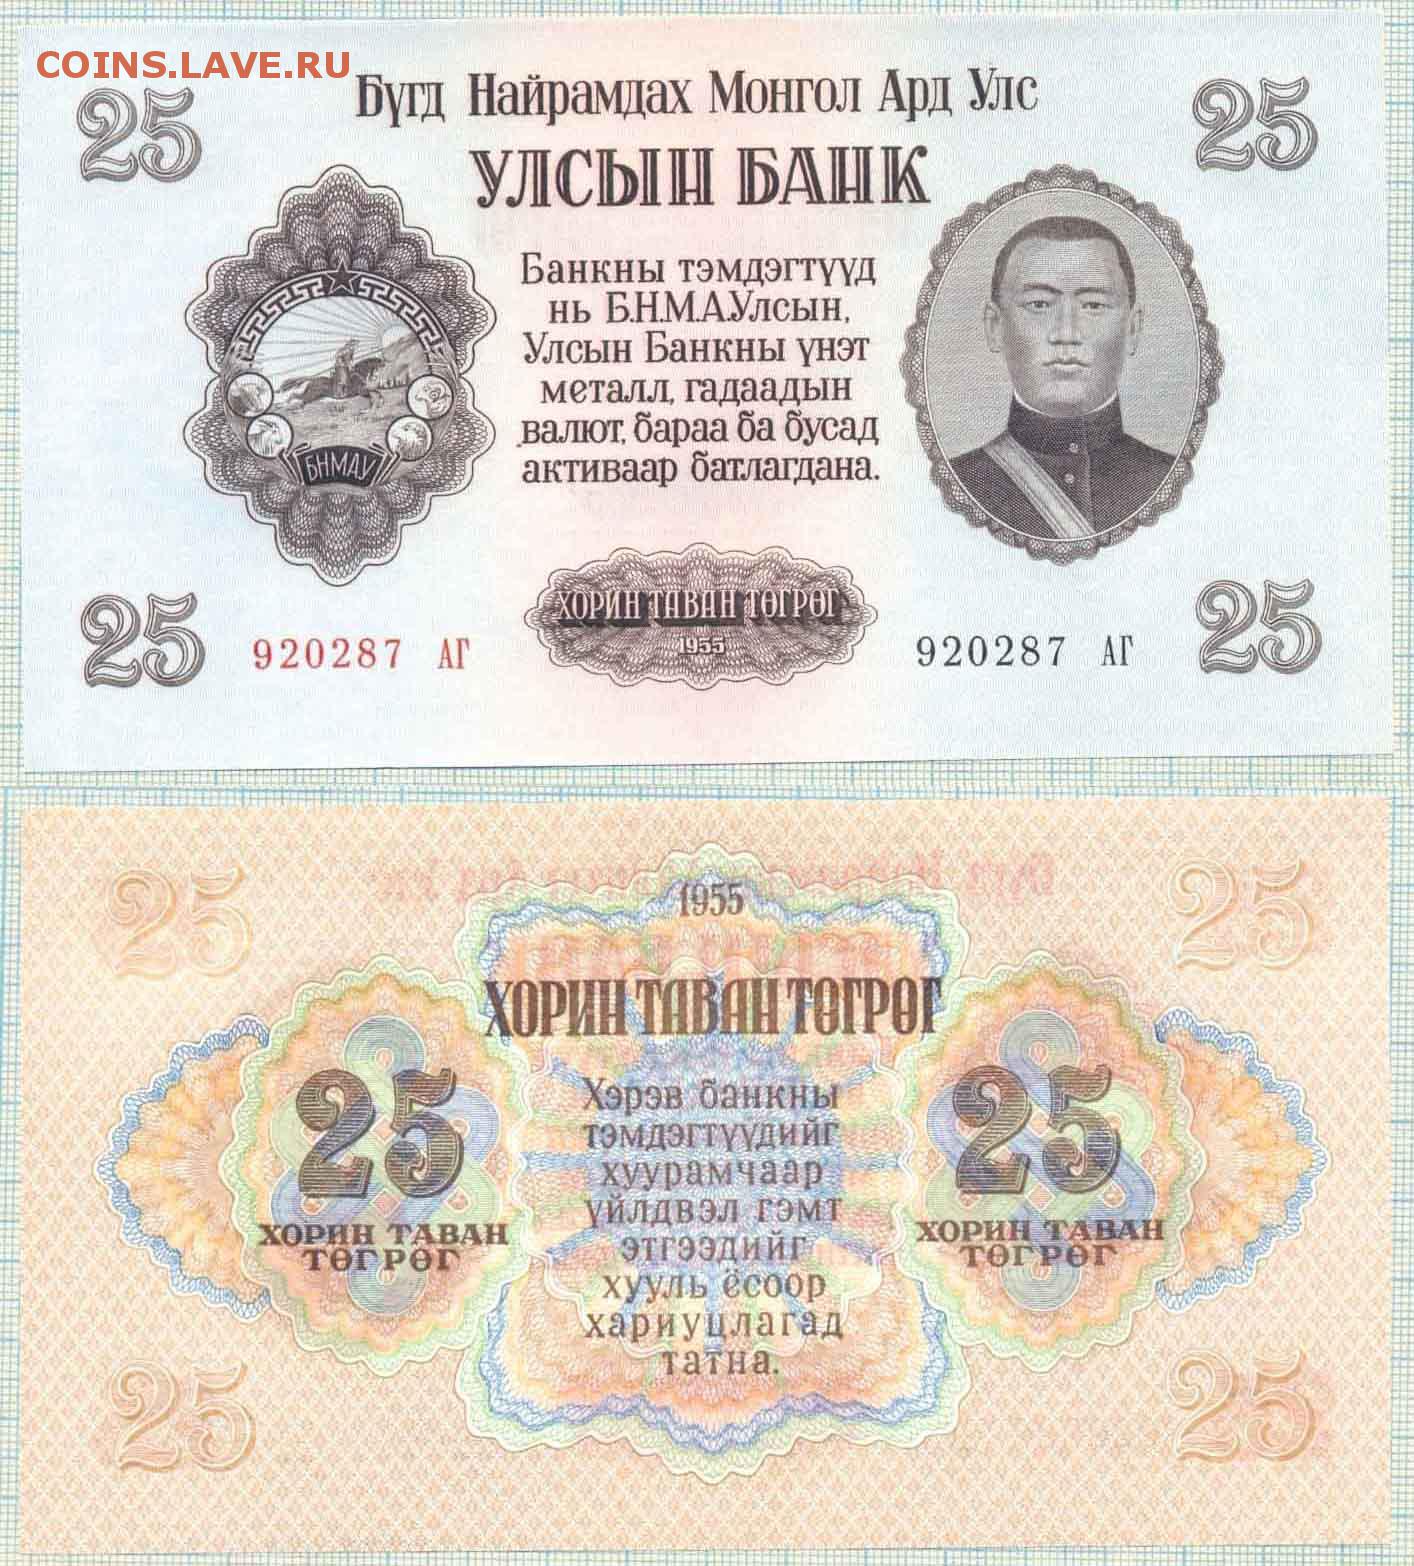 COINS.LAVE.RU
Бүгд Найрамдах Монгол Ард Улс
25
25
УЛСЫН БАНК
Банкны тэмдэгтүүд
нь Б.Н.М.А.Улсын,
Улсын Банкны үнэт
металл, гадаадын
валют, бараа ба бусад
активаар батлагдана.
БНМАУ
25
920287 АГ
ХОРИН ТАВАН ТӨГРӨГ
1955
920287 АГ
25
25
1955
25
ХОРИН ТАВАН ТӨГРӨГ
25
ХОРИН ТАВАН
ТӨГРӨГ
Хэрэв банкны
тэмдэгтүүдийг
хуурамчаар
үйлдвэл гэмт
этгээдийг
хууль ёсоор
хариуцлагад
татна.
25
ХОРИН ТАВАН
ТӨГРӨГ
25
25